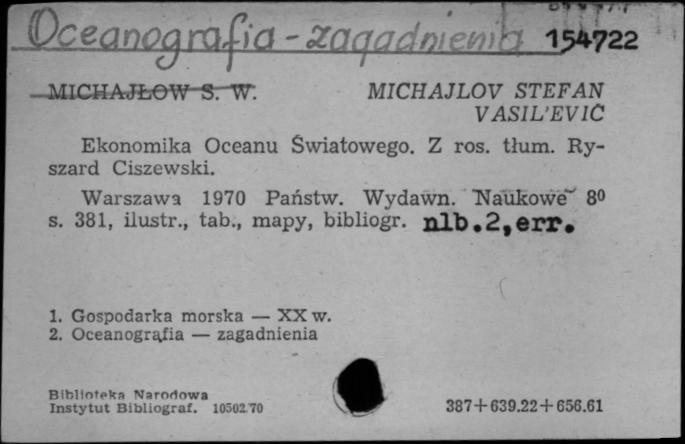 Oceanografia - zagadnienia 154722
MICHAJŁOW S. W. MICHAJLOV STEFAN
VASIL'EVIČ
Ekonomika Oceanu Światowego. Z ros. tłum. Ry-
szard Ciszewski.
Warszawa 1970 Państw. Wydawn. Naukowe 8⁰
s. 381, ilustr., tab., mapy, bibliogr. nlb.2,err.
1. Gospodarka morska — XX w.
2. Oceanografia — zagadnienia
Biblioteka Narodowa
Instytut Bibliograf. 10502.70 387+639.22+656.61